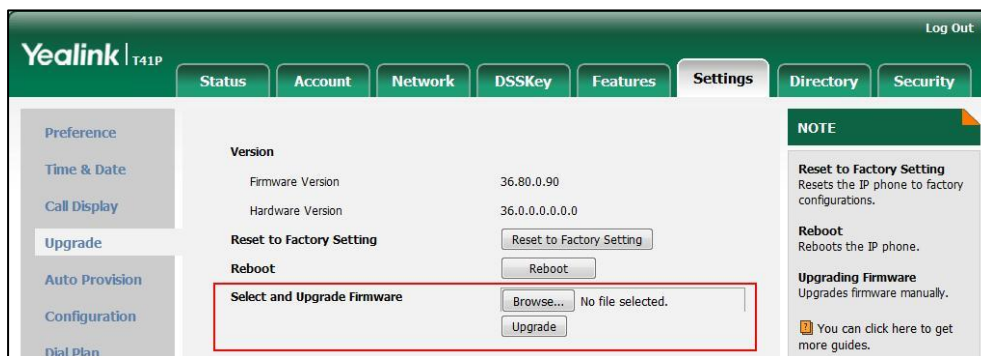 Log Out
Yealink | T41P
Status Account Network DSSKey Features Settings Directory Security
Preference
Time & Date
Call Display
Upgrade
Auto Provision
Configuration
Dial Plan
Version
Firmware Version 36.80.0.90
Hardware Version 36.0.0.0.0.0.0
Reset to Factory Setting Reset to Factory Setting
Reboot Reboot
Select and Upgrade Firmware Browse... No file selected.
Upgrade
NOTE
Reset to Factory Setting
Resets the IP phone to factory
configurations.
Reboot
Reboots the IP phone.
Upgrading Firmware
Upgrades firmware manually.
You can click here to get
more guides.